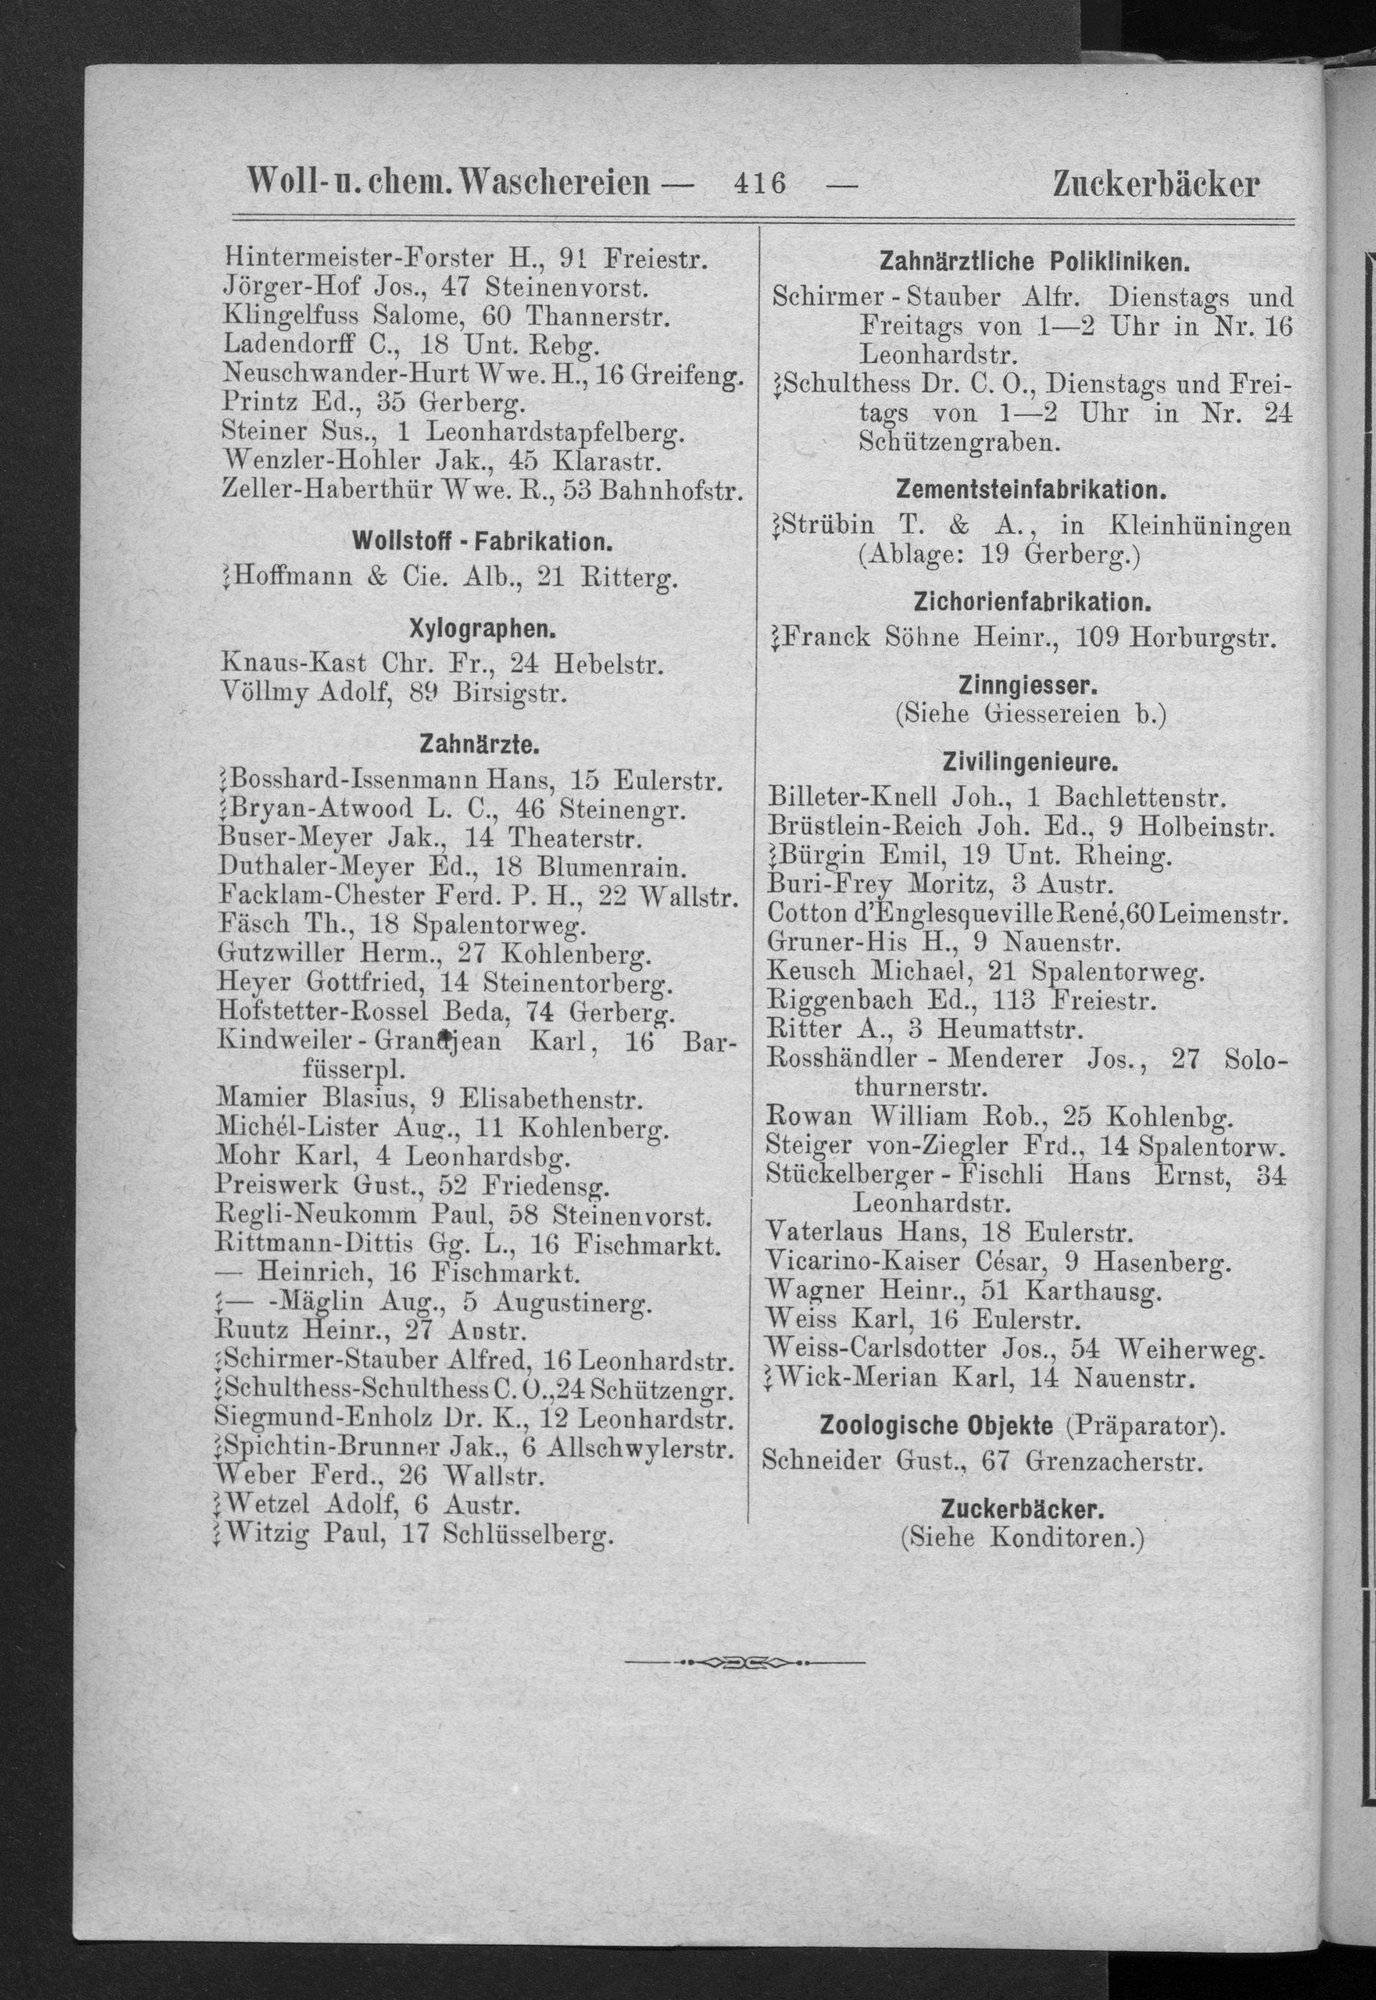 Woll- u. chem. Waschereien — 416 — Zuckerbäcker
Hintermeister-Forster H., 91 Freiestr.
Jörger-Hof Jos., 47 Steinenvorst.
Klingelfuss Salome, 60 Thannerstr.
Ladendorff C., 18 Unt. Rebg.
Neuschwander-Hurt Wwe. H., 16 Greifeng.
Printz Ed., 35 Gerberg.
Steiner Sus., 1 Leonhardstapfelberg.
Wenzler-Hohler Jak., 45 Klarastr.
Zeller-Haberthür Wwe. R., 53 Bahnhofstr.
Wollstoff - Fabrikation.
Hoffmann & Cie. Alb., 21 Ritterg.
Xylographen.
Knaus-Kast Chr. Fr., 24 Hebelstr.
Völlmy Adolf, 89 Birsigstr.
Zahnärzte.
Bosshard-Issenmann Hans, 15 Eulerstr.
Bryan-Atwood L. C., 46 Steinengr.
Buser-Meyer Jak., 14 Theaterstr.
Duthaler-Meyer Ed., 18 Blumenrain.
Facklam-Chester Ferd. P. H., 22 Wallstr.
Fäsch Th., 18 Spalentorweg.
Gutzwiller Herm., 27 Kohlenberg.
Heyer Gottfried, 14 Steinentorberg.
Hofstetter-Rossel Beda, 74 Gerberg.
Kindweiler - Grandjean Karl, 16 Bar-
füsserpl.
Mamier Blasius, 9 Elisabethenstr.
Michél-Lister Aug., 11 Kohlenberg.
Mohr Karl, 4 Leonhardsbg.
Preiswerk Gust., 52 Friedensg.
Regli-Neukomm Paul, 58 Steinenvorst.
Rittmann-Dittis Gg. L., 16 Fischmarkt.
— Heinrich, 16 Fischmarkt.
— -Mäglin Aug., 5 Augustinerg.
Ruutz Heinr., 27 Austr.
Schirmer-Stauber Alfred, 16 Leonhardstr.
Schulthess-Schulthess C. O., 24 Schützengr.
Siegmund-Enholz Dr. K., 12 Leonhardstr.
Spichtin-Brunner Jak., 6 Allschwylerstr.
Weber Ferd., 26 Wallstr.
Wetzel Adolf, 6 Austr.
Witzig Paul, 17 Schlüsselberg.
Zahnärztliche Polikliniken.
Schirmer - Stauber Alfr. Dienstags und
Freitags von 1—2 Uhr in Nr. 16
Leonhardstr.
Schulthess Dr. C. O., Dienstags und Frei-
tags von 1—2 Uhr in Nr. 24
Schützengraben.
Zementsteinfabrikation.
Strübin T. & A., in Kleinhüningen
(Ablage: 19 Gerberg.)
Zichorienfabrikation.
Franck Söhne Heinr., 109 Horburgstr.
Zinngiesser.
(Siehe Giessereien b.)
Zivilingenieure.
Billeter-Knell Joh., 1 Bachlettenstr.
Brüstlein-Reich Joh. Ed., 9 Holbeinstr.
Bürgin Emil, 19 Unt. Rheing.
Buri-Frey Moritz, 3 Austr.
Cotton d'Englesqueville René, 60 Leimenstr.
Gruner-His H., 9 Nauenstr.
Keusch Michael, 21 Spalentorweg.
Riggenbach Ed., 113 Freiestr.
Ritter A., 3 Heumattstr.
Rosshändler - Menderer Jos., 27 Solo-
thurnerstr.
Rowan William Rob., 25 Kohlenbg.
Steiger von-Ziegler Frd., 14 Spalentorw.
Stückelberger - Fischli Hans Ernst, 34
Leonhardstr.
Vaterlaus Hans, 18 Eulerstr.
Vicarino-Kaiser César, 9 Hasenberg.
Wagner Heinr., 51 Karthausg.
Weiss Karl, 16 Eulerstr.
Weiss-Carlsdotter Jos., 54 Weiherweg.
Wick-Merian Karl, 14 Nauenstr.
Zoologische Objekte (Präparator).
Schneider Gust., 67 Grenzacherstr.
Zuckerbäcker.
(Siehe Konditoren.)